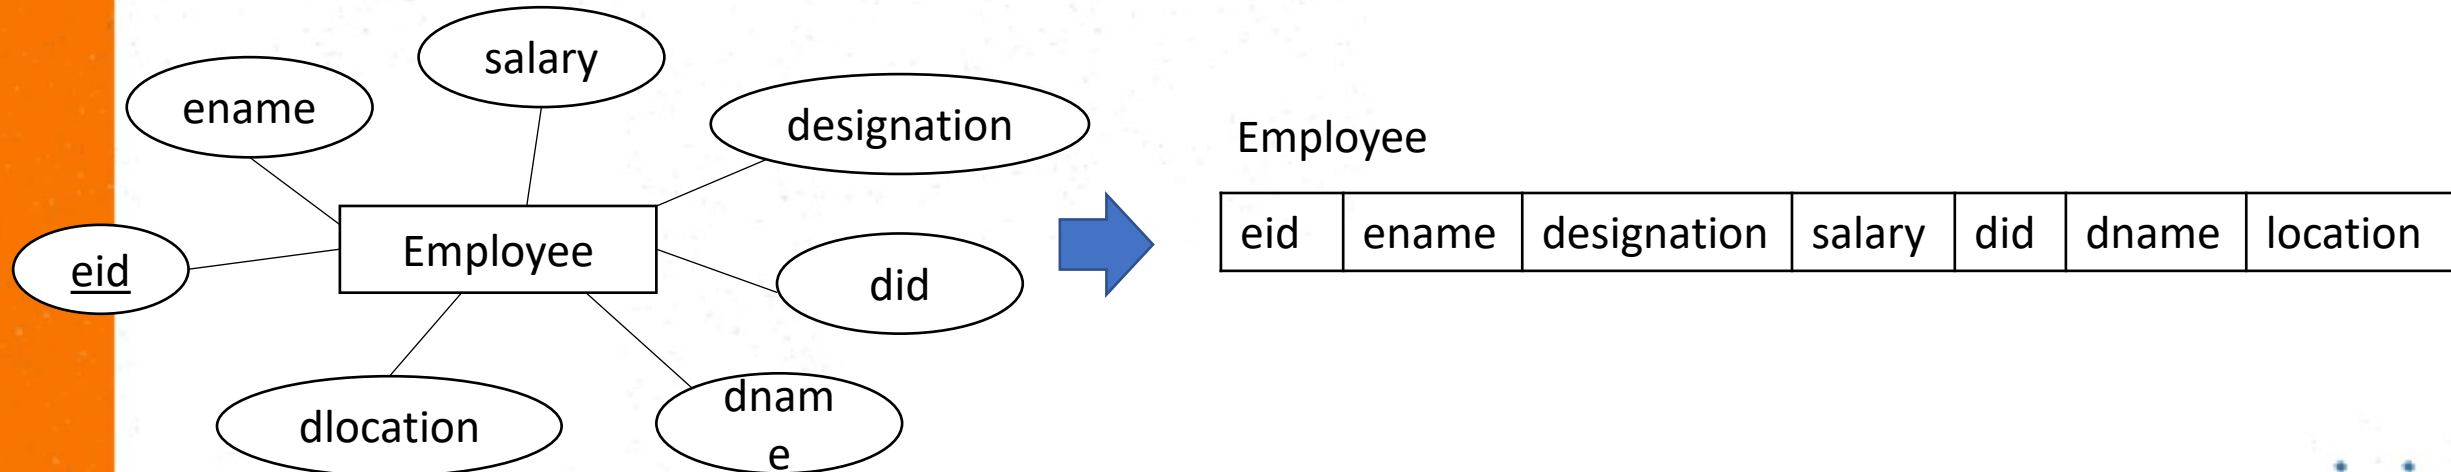 salary
ename
designation
Employee
eid
did
dlocation
dnam
e
Employee
eid ename designation salary did dname location